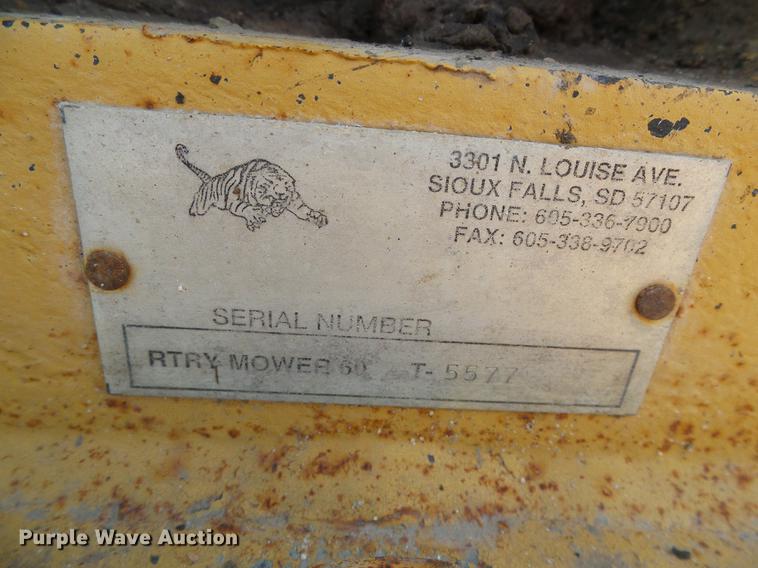 3301 N. LOUISE AVE.
SIOUX FALLS, SD 57107
PHONE: 605-336-7900
FAX: 605-338-9702
SERIAL NUMBER
RTRY MOWER 60 T-5577
Purple Wave Auction